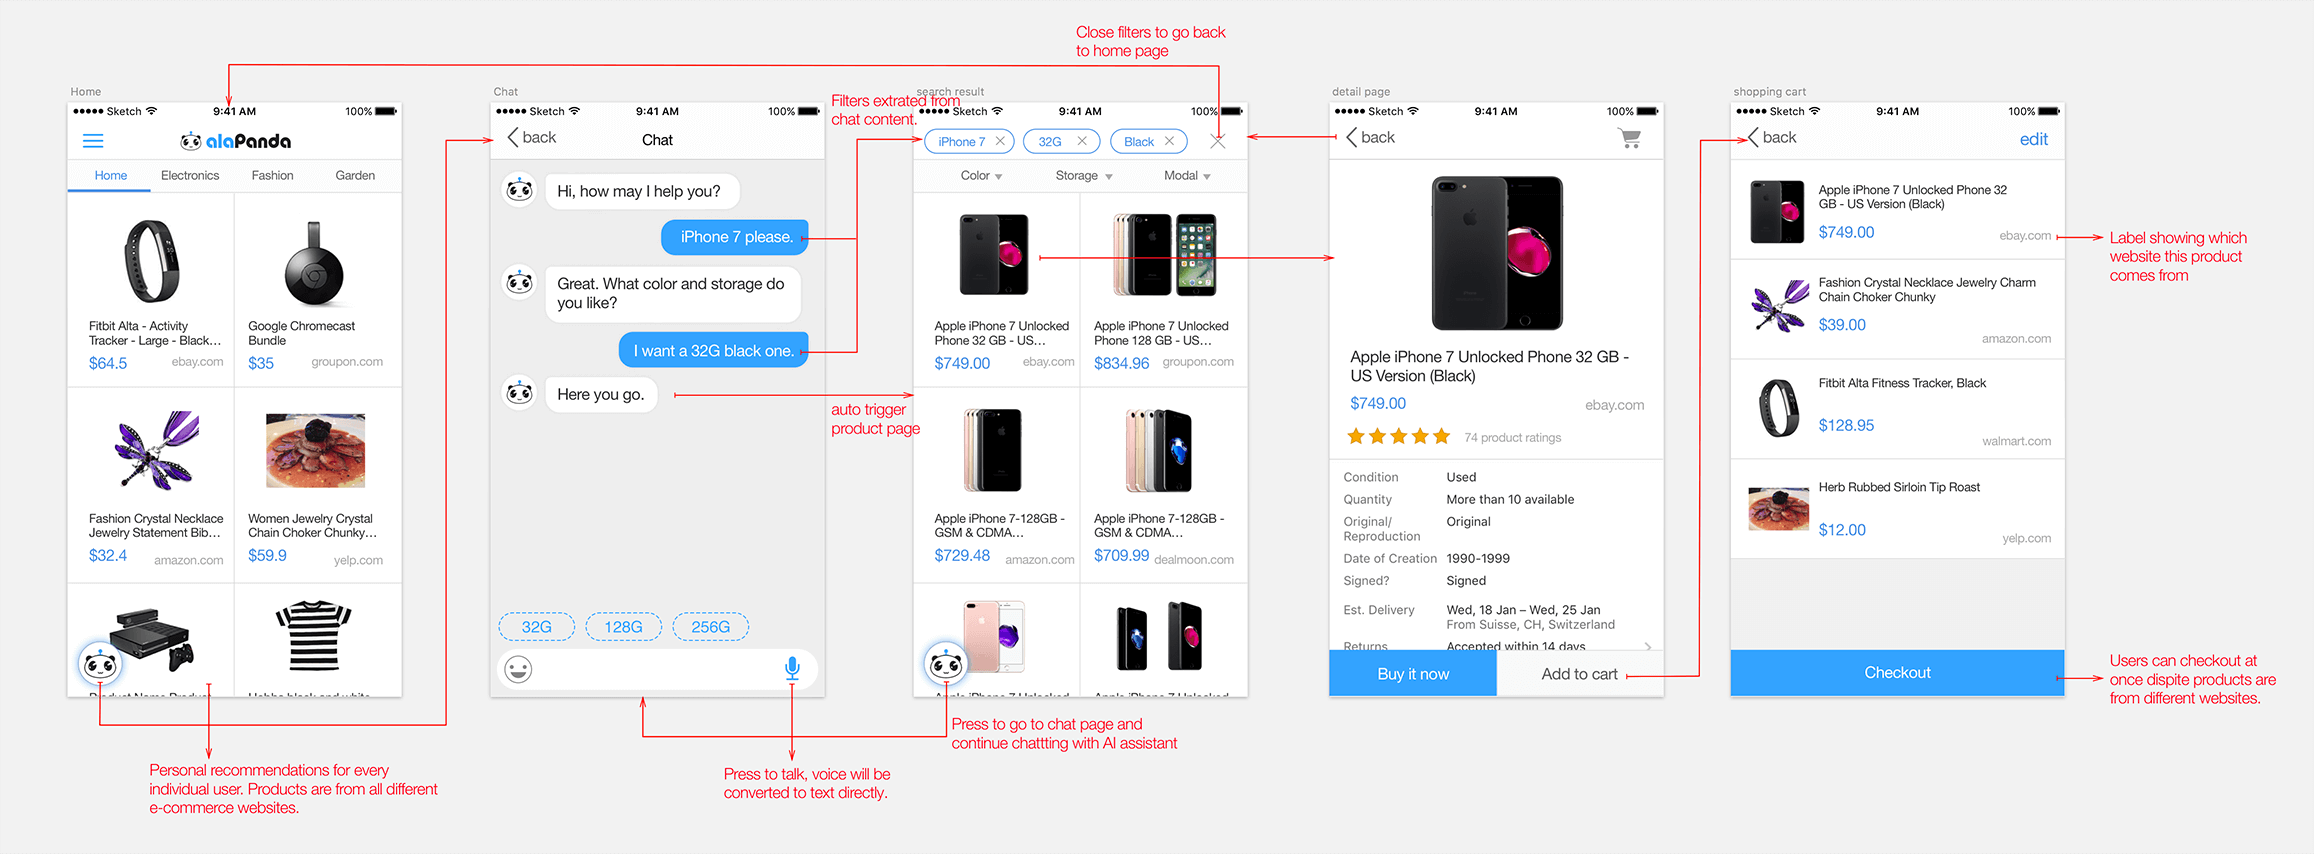 Close filters to go back
to home page
Home
●●●●● Sketch
9:41 AM
100%
alaPanda
Home
Electronics
Fashion
Garden
Fitbit Alta - Activity
Tracker - Large - Black...
$64.5
ebay.com
Google Chromecast
Bundle
$35
groupon.com
Fashion Crystal Necklace
Jewelry Statement Bib...
$32.4
amazon.com
Women Jewelry Crystal
Chain Choker Chunky...
$59.9
yelp.com
Product Name Product
Habbe black and white
Personal recommendations for every
individual user. Products are from all different
e-commerce websites.
Chat
●●●●● Sketch
9:41 AM
100%
back
Chat
Hi, how may I help you?
iPhone 7 please.
Great. What color and storage do
you like?
I want a 32G black one.
Here you go.
32G
128G
256G
Press to talk, voice will be
converted to text directly.
Filters extrated from
chat content.
auto trigger
product page
search result
●●●●● Sketch
9:41 AM
100%
iPhone 7
32G
Black
Color
Storage
Modal
Apple iPhone 7 Unlocked
Phone 32 GB - US...
$749.00
ebay.com
Apple iPhone 7 Unlocked
Phone 128 GB - US...
$834.96
groupon.com
Apple iPhone 7-128GB -
GSM & CDMA...
$729.48
amazon.com
Apple iPhone 7-128GB -
GSM & CDMA...
$709.99
dealmoon.com
Apple iPhone 7 Unlocked
Apple iPhone 7 Unlocked
Press to go to chat page and
continue chattting with AI assistant
detail page
●●●●● Sketch
9:41 AM
100%
back
Apple iPhone 7 Unlocked Phone 32 GB -
US Version (Black)
$749.00
ebay.com
74 product ratings
Condition Used
Quantity More than 10 available
Original/ Original
Reproduction
Date of Creation 1990-1999
Signed? Signed
Est. Delivery Wed, 18 Jan – Wed, 25 Jan
From Suisse, CH, Switzerland
Returns Accepted within 14 days
Buy it now
Add to cart
shopping cart
●●●●● Sketch
9:41 AM
100%
back
edit
Apple iPhone 7 Unlocked Phone 32
GB - US Version (Black)
$749.00
ebay.com
Fashion Crystal Necklace Jewelry Charm
Chain Choker Chunky
$39.00
amazon.com
Fitbit Alta Fitness Tracker, Black
$128.95
walmart.com
Herb Rubbed Sirloin Tip Roast
$12.00
yelp.com
Checkout
Label showing which
website this product
comes from
Users can checkout at
once dispite products are
from different websites.